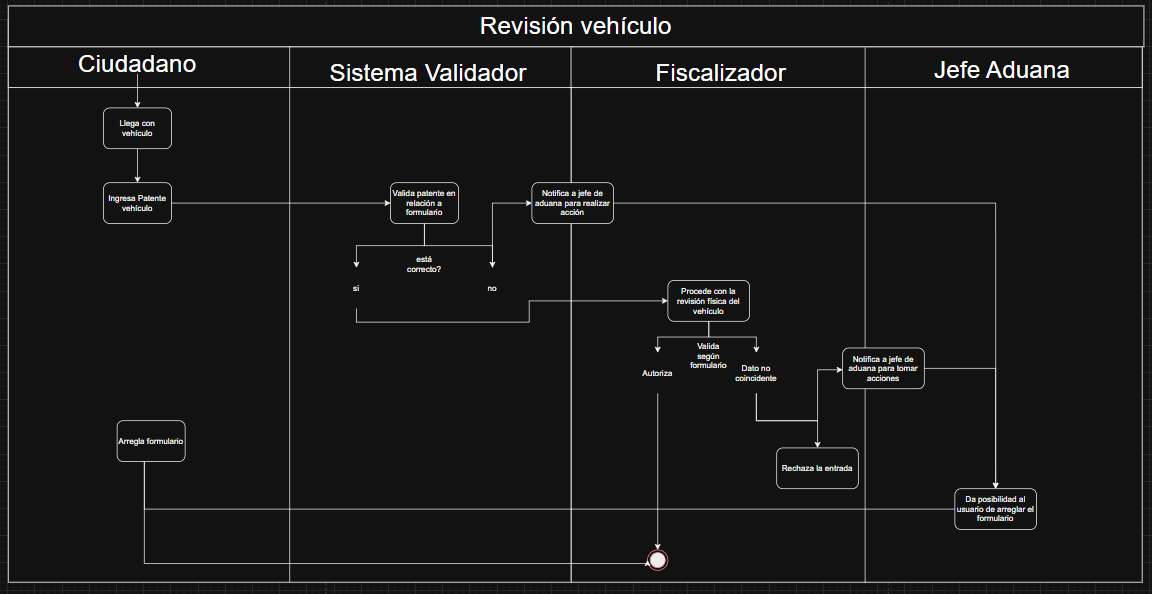 Revisión vehículo
Ciudadano
Sistema Validador
Fiscalizador
Jefe Aduana
Llega con
vehículo
Ingresa Patente
vehículo
Valida patente en
relación a
formulario
Notifica a jefe de
aduana para realizar
acción
está
correcto?
si
no
Procede con la
revisión física del
vehículo
Valida
según
formulario
Autoriza
Dato no
coincidente
Notifica a jefe de
aduana para tomar
acciones
Arregla formulario
Rechaza la entrada
Da posibilidad al
usuario de arreglar el
formulario